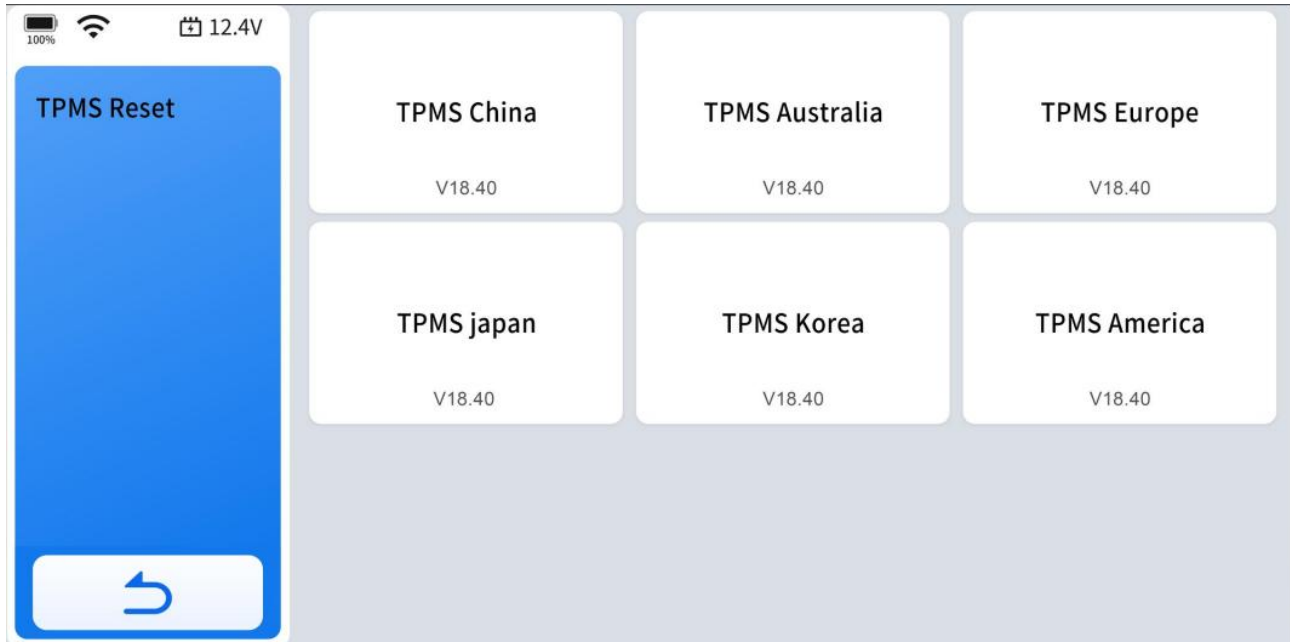 100%
12.4V
TPMS Reset
TPMS China
TPMS Australia
TPMS Europe
V18.40
V18.40
V18.40
TPMS japan
TPMS Korea
TPMS America
V18.40
V18.40
V18.40